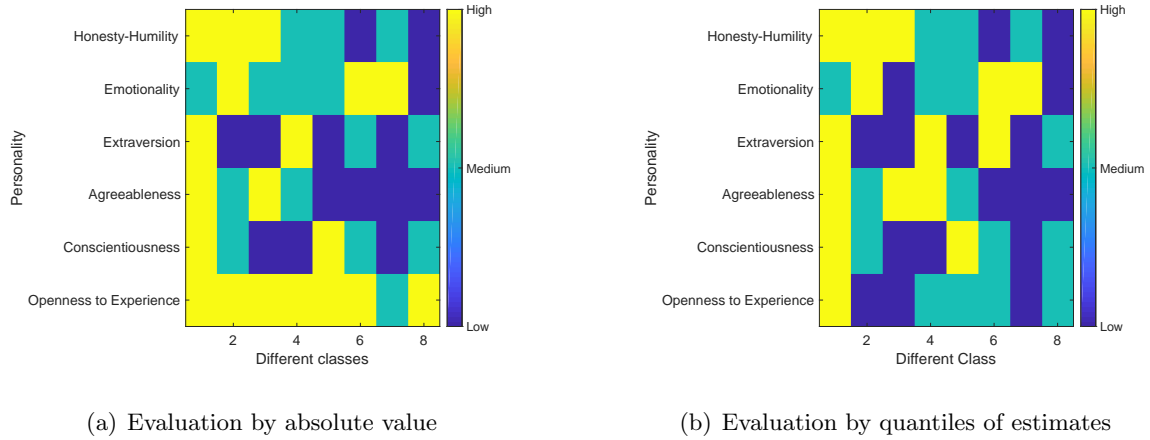 Honesty-Humility
Emotionality
Extraversion
Agreeableness
Conscientiousness
Openness to Experience
Personality
2 4 6 8
Different classes
High
Medium
Low
(a) Evaluation by absolute value
Honesty-Humility
Emotionality
Extraversion
Agreeableness
Conscientiousness
Openness to Experience
Personality
2 4 6 8
Different Class
High
Medium
Low
(b) Evaluation by quantiles of estimates